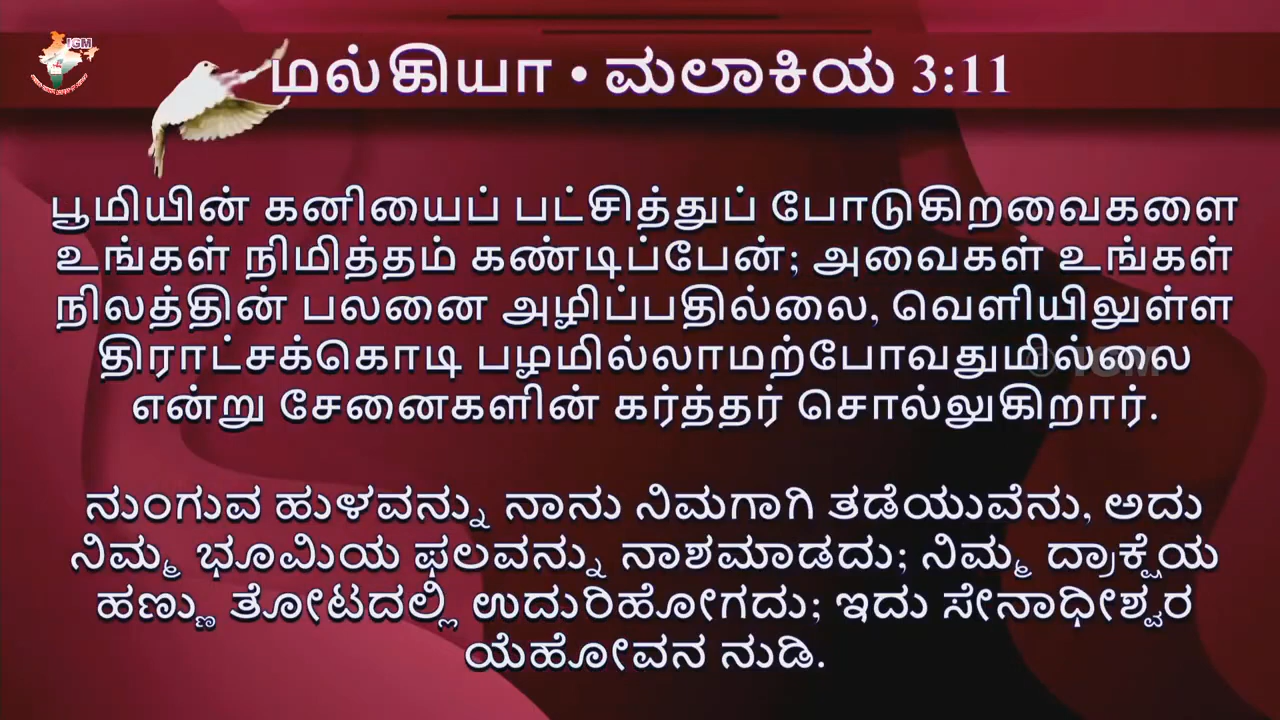 IGM
மல்கியா • ಮಲಾಕಿಯ 3:11
பூமியின் கனியைப் பட்சித்துப் போடுகிறவைகளை
உங்கள் நிமித்தம் கண்டிப்பேன்; அவைகள் உங்கள்
நிலத்தின் பலனை அழிப்பதில்லை, வெளியிலுள்ள
திராட்சக்கொடி பழமில்லாமற்போவதுமில்லை
© IGM
என்று சேனைகளின் கர்த்தர் சொல்லுகிறார்.
ನುಂಗುವ ಹುಳವನ್ನು ನಾನು ನಿಮಗಾಗಿ ತಡೆಯುವೆನು, ಅದು
ನಿಮ್ಮ ಭೂಮಿಯ ಫಲವನ್ನು ನಾಶಮಾಡದು; ನಿಮ್ಮ ದ್ರಾಕ್ಷೆಯ
ಹಣ್ಣು ತೋಟದಲ್ಲಿ ಉದುರಿಹೋಗದು; ಇದು ಸೇನಾಧೀಶ್ವರ
ಯೆಹೋವನ ನುಡಿ.